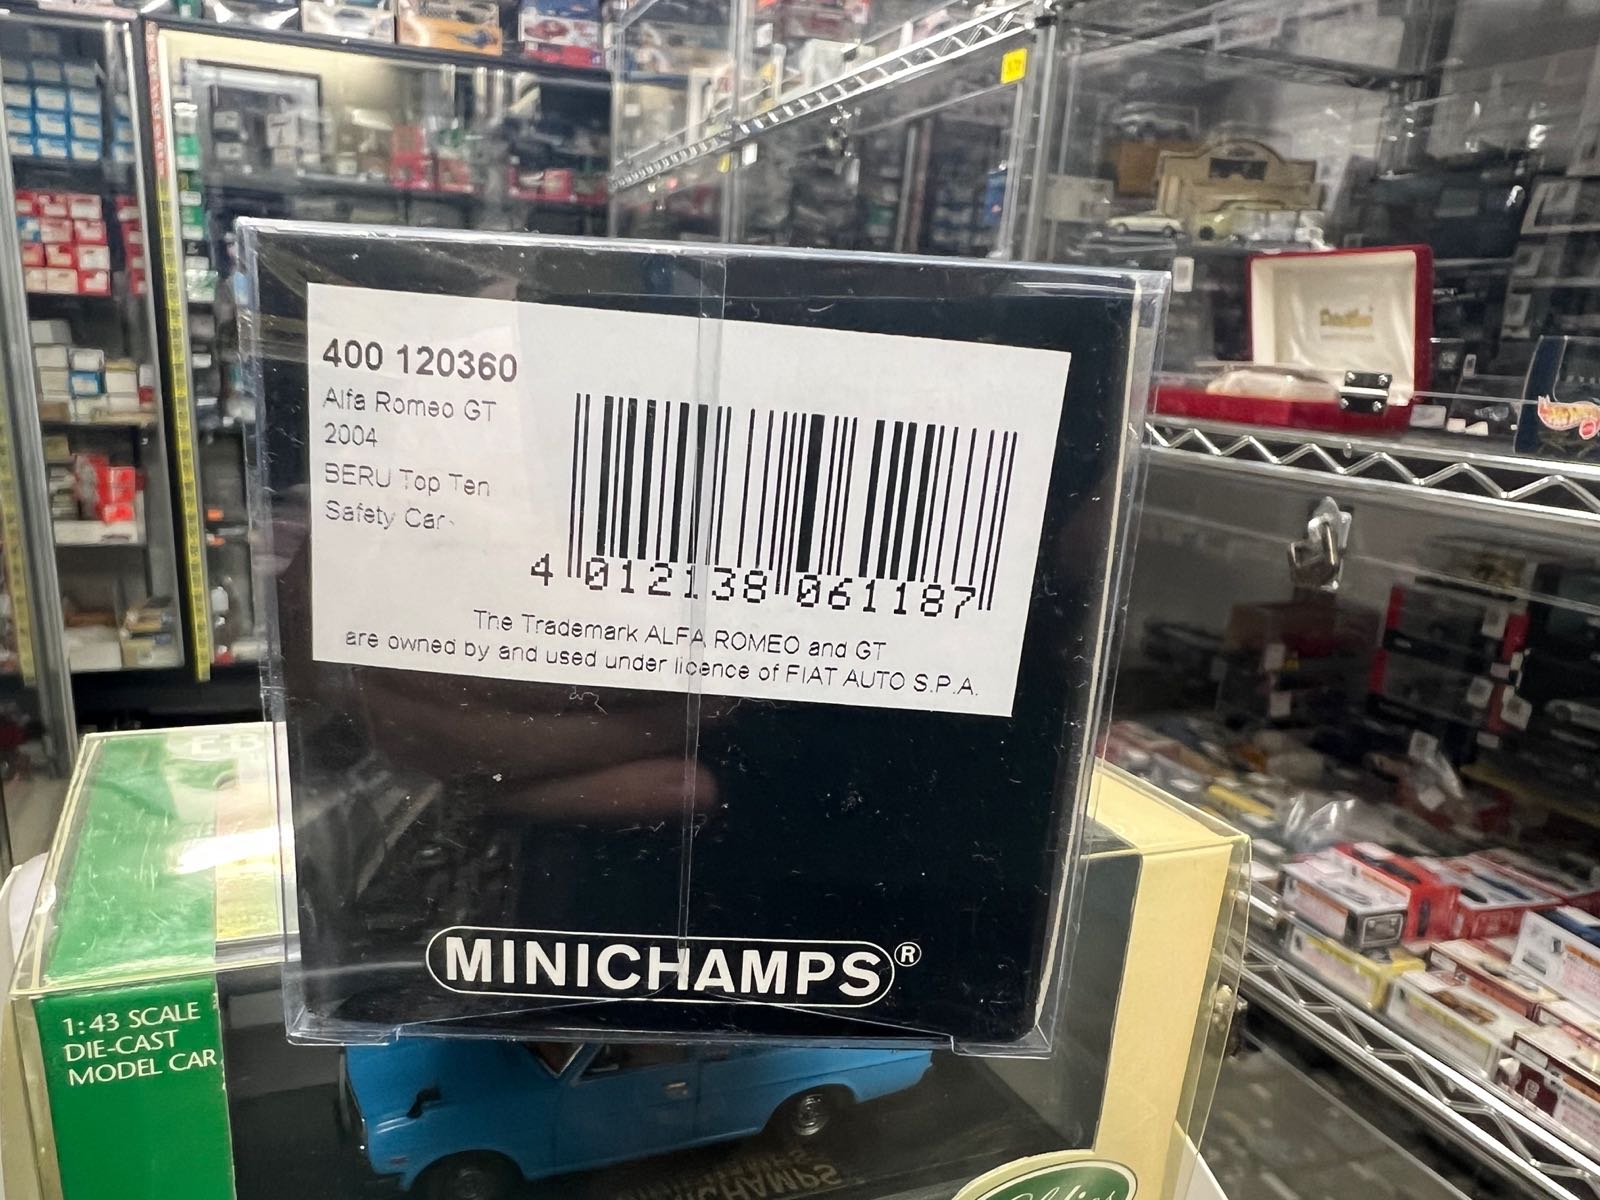 400 120360
Alfa Romeo GT
2004
BERU Top Ten
Safety Car
4 012138 061187
The Trademark ALFA ROMEO and GT
are owned by and used under licence of FIAT AUTO S.P.A.
MINICHAMPS®
1:43 SCALE
DIE-CAST
MODEL CAR
MINICHAMPS